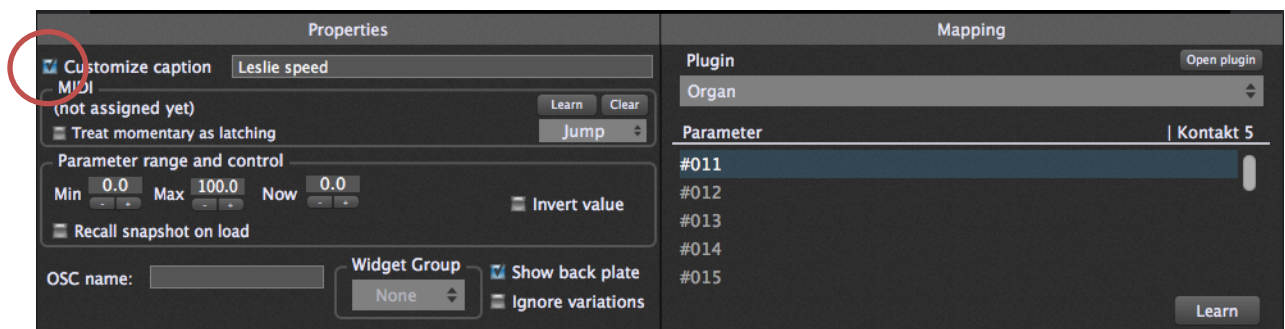 Properties
Customize caption Leslie speed
MIDI
(not assigned yet) Learn Clear
Treat momentary as latching Jump
Parameter range and control
Min 0.0 Max 100.0 Now 0.0
- + - + - +
Invert value
Recall snapshot on load
OSC name:
Widget Group
None
Show back plate
Ignore variations
Mapping
Plugin Open plugin
Organ
Parameter | Kontakt 5
#011
#012
#013
#014
#015
Learn